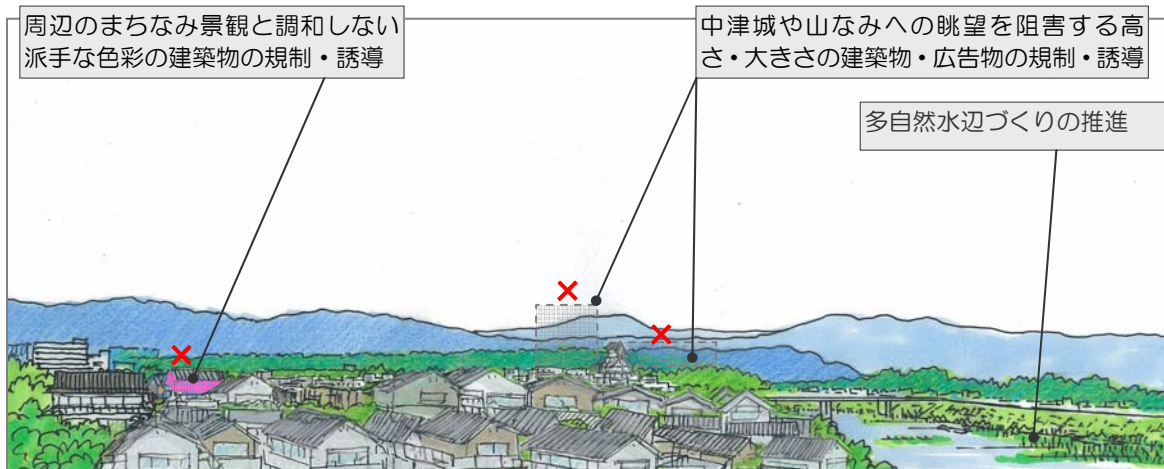 周辺のまちなみ景観と調和しない
派手な色彩の建築物の規制・誘導
中津城や山なみへの眺望を阻害する高
さ・大きさの建築物・広告物の規制・誘導
多自然水辺づくりの推進